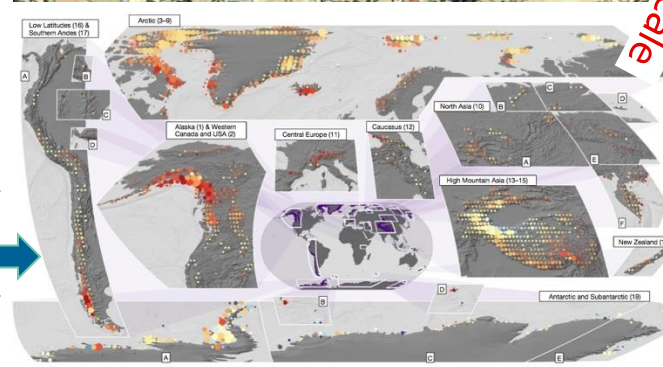 Low Latitudes (16) &
Southern Andes (17)
Arctic (3–9)
A
B
C
D
Alaska (1) & Western
Canada and USA (2)
Central Europe (11)
Caucasus (12)
North Asia (10)
B
C
D
A
E
F
High Mountain Asia (13–15)
New Zealand
B
D
Antarctic and Subantarctic (19)
A
C
E
cale